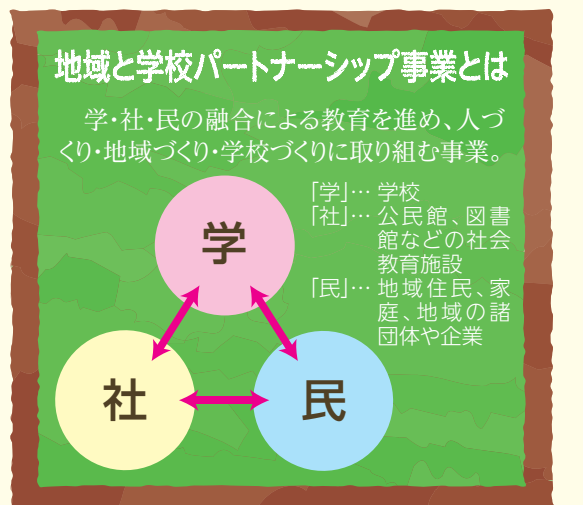 地域と学校パートナーシップ事業とは
学・社・民の融合による教育を進め、人づ
くり・地域づくり・学校づくりに取り組む事業。
「学」… 学校
「社」… 公民館、図書
館などの社会
教育施設
「民」… 地域住民、家
庭、地域の諸
団体や企業
学
社
民